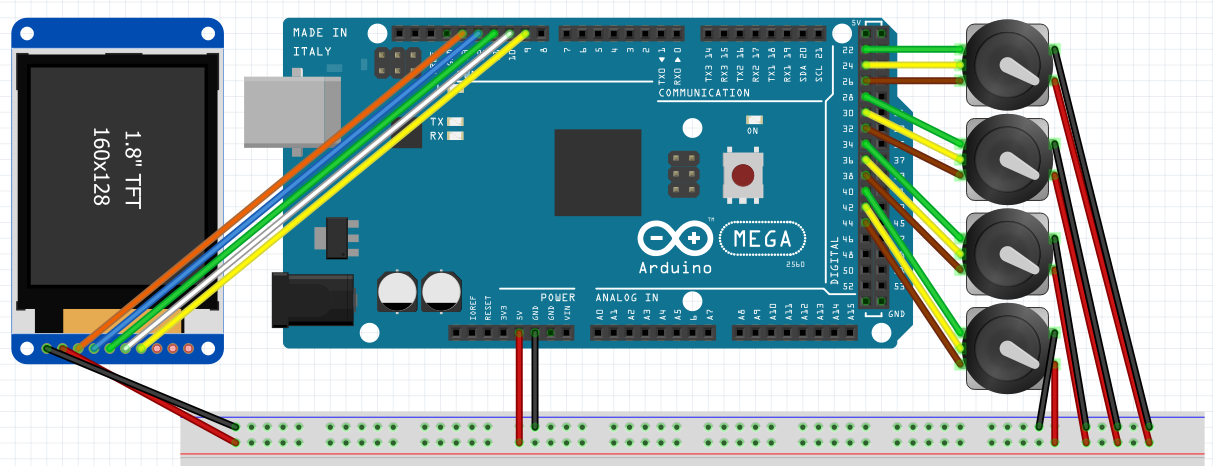 MADE IN
ITALY
1.8" TFT
160x128
TX
RX
10
9
8
7
6
5
4
3
2
TX0 ◀ 1
RX0 ▶ 0
TX3 14
RX3 15
TX2 16
RX2 17
TX1 18
RX1 19
SDA 20
SCL 21
COMMUNICATION
ON
5V
22
24
26
28
30
32
34
36
37
38
40
42
44
45
46
48
50
52
53
GND
DIGITAL
Arduino
TM
MEGA
2560
POWER
ANALOG IN
IOREF
RESET
3V3
5V
GND
GND
VIN
A0
A1
A2
A3
A4
A5
6
A7
A8
A9
A10
A11
A12
A13
A14
A15